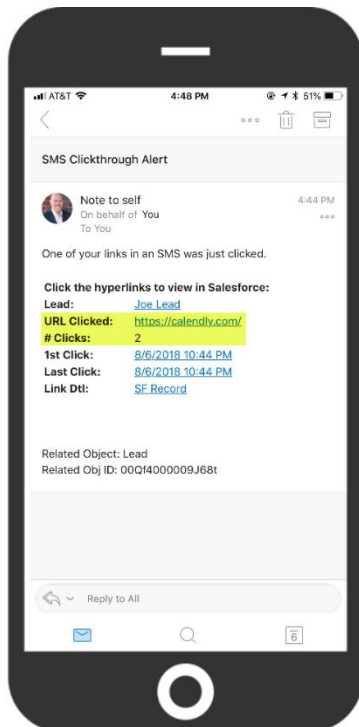 AT&T 4:48 PM 51%
SMS Clickthrough Alert
Note to self 4:44 PM
On behalf of You
To You
One of your links in an SMS was just clicked.
Click the hyperlinks to view in Salesforce:
Lead: Joe Lead
URL Clicked: https://calendly.com/
# Clicks: 2
1st Click: 8/6/2018 10:44 PM
Last Click: 8/6/2018 10:44 PM
Link Dtl: SF Record
Related Object: Lead
Related Obj ID: 00Qf4000009J68t
Reply to All
6